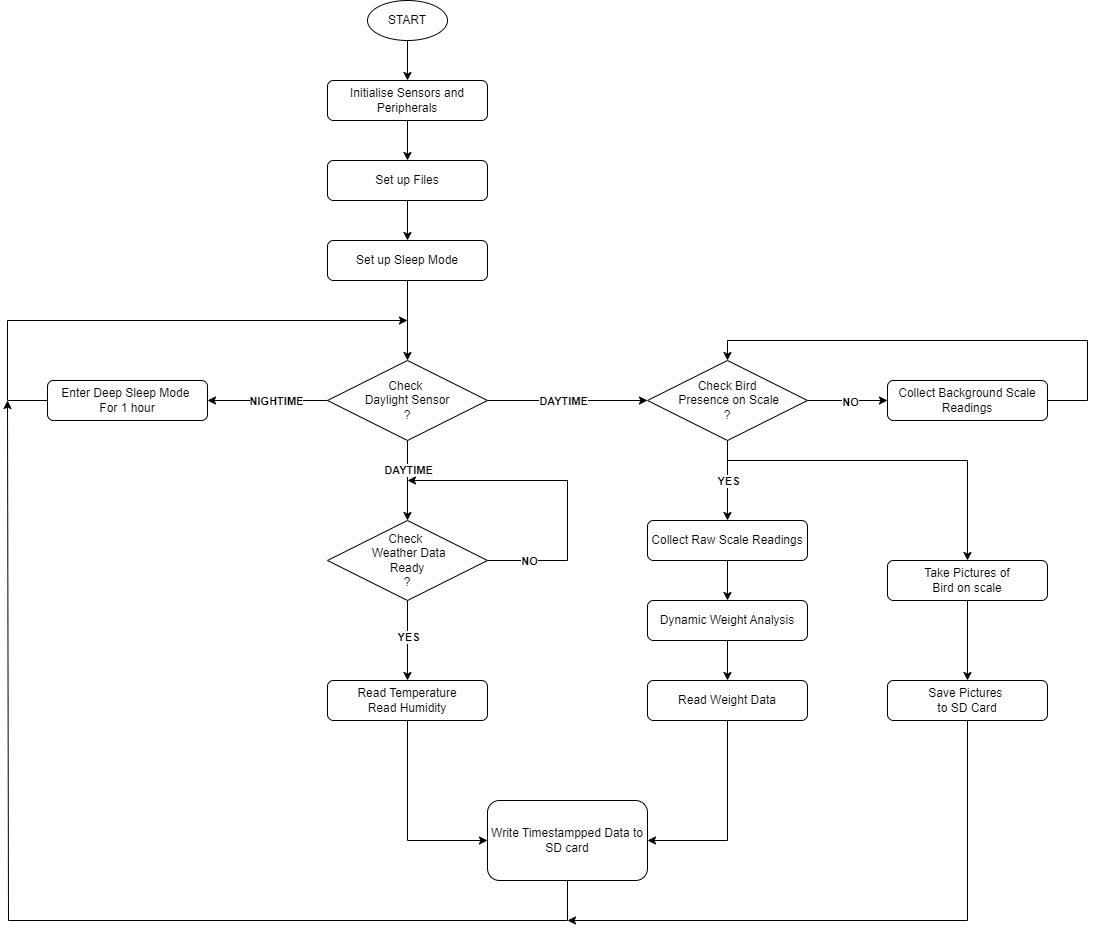 START
Initialise Sensors and
Peripherals
Set up Files
Set up Sleep Mode
Enter Deep Sleep Mode
For 1 hour
NIGHTIME
Check
Daylight Sensor
?
DAYTIME
Check Bird
Presence on Scale
?
NO
Collect Background Scale
Readings
DAYTIME
YES
Check
Weather Data
Ready
?
NO
Collect Raw Scale Readings
Take Pictures of
Bird on scale
YES
Dynamic Weight Analysis
Read Temperature
Read Humidity
Read Weight Data
Save Pictures
to SD Card
Write Timestampped Data to
SD card